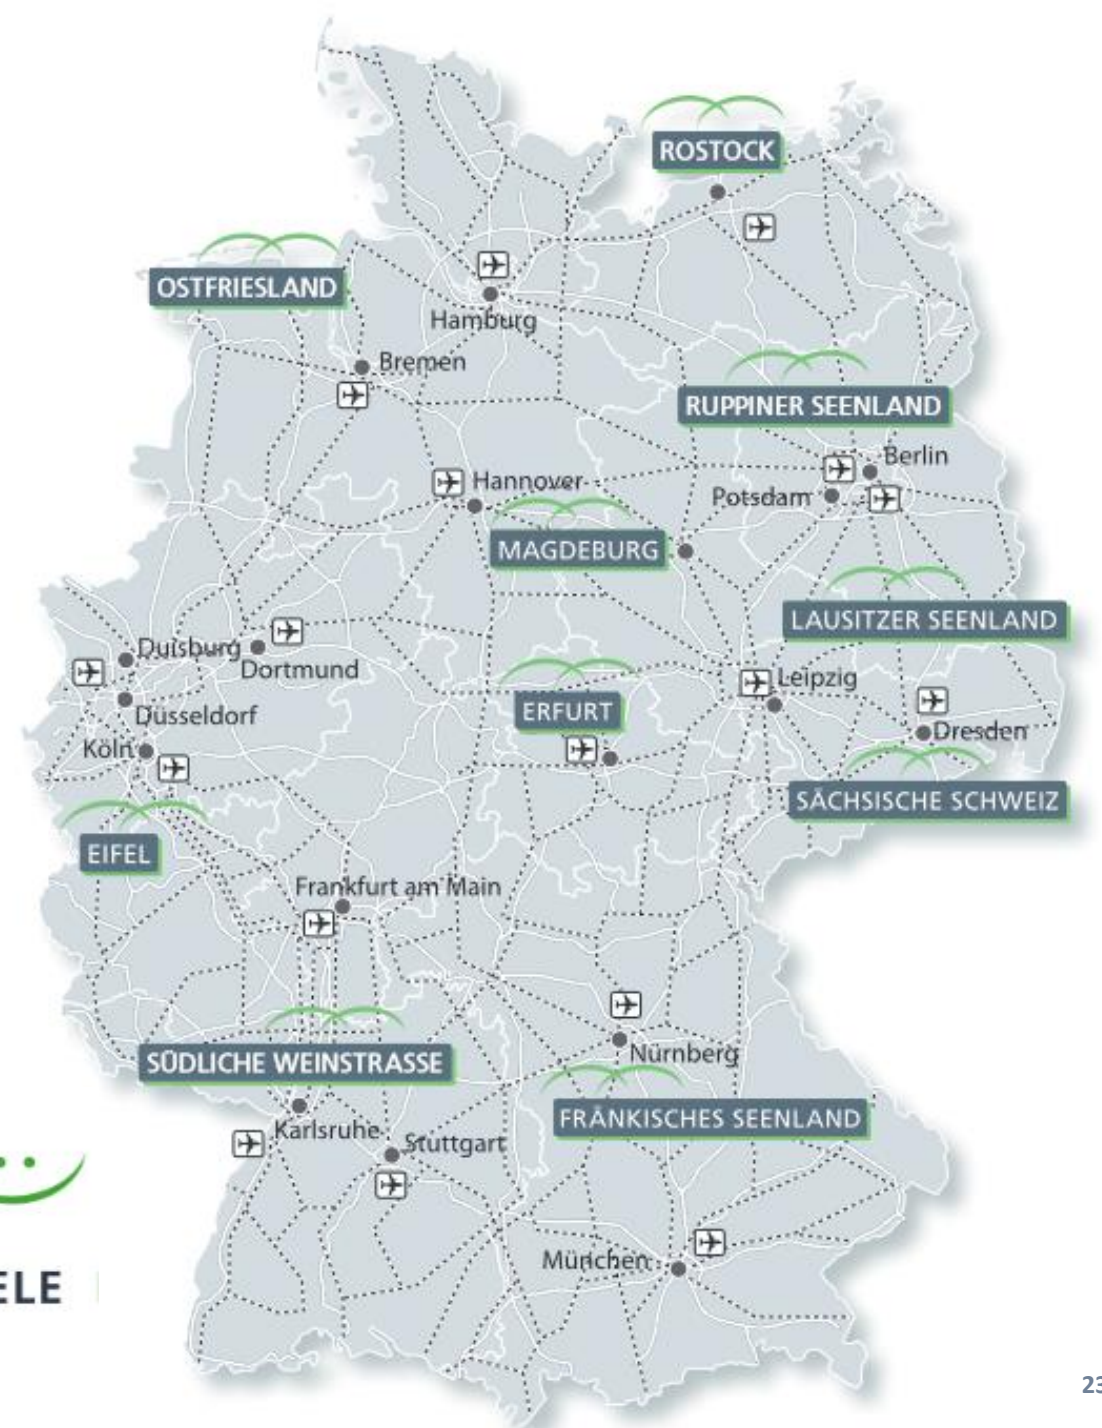 ROSTOCK
OSTFRIESLAND
Hamburg
Bremen
RUPPINER SEENLAND
Berlin
Hannover
Potsdam
MAGDEBURG
LAUSITZER SEENLAND
Duisburg
Dortmund
Leipzig
Düsseldorf
ERFURT
Dresden
Köln
SÄCHSISCHE SCHWEIZ
EIFEL
Frankfurt am Main
Nürnberg
SÜDLICHE WEINSTRASSE
FRÄNKISCHES SEENLAND
Karlsruhe
Stuttgart
München
ELE
23